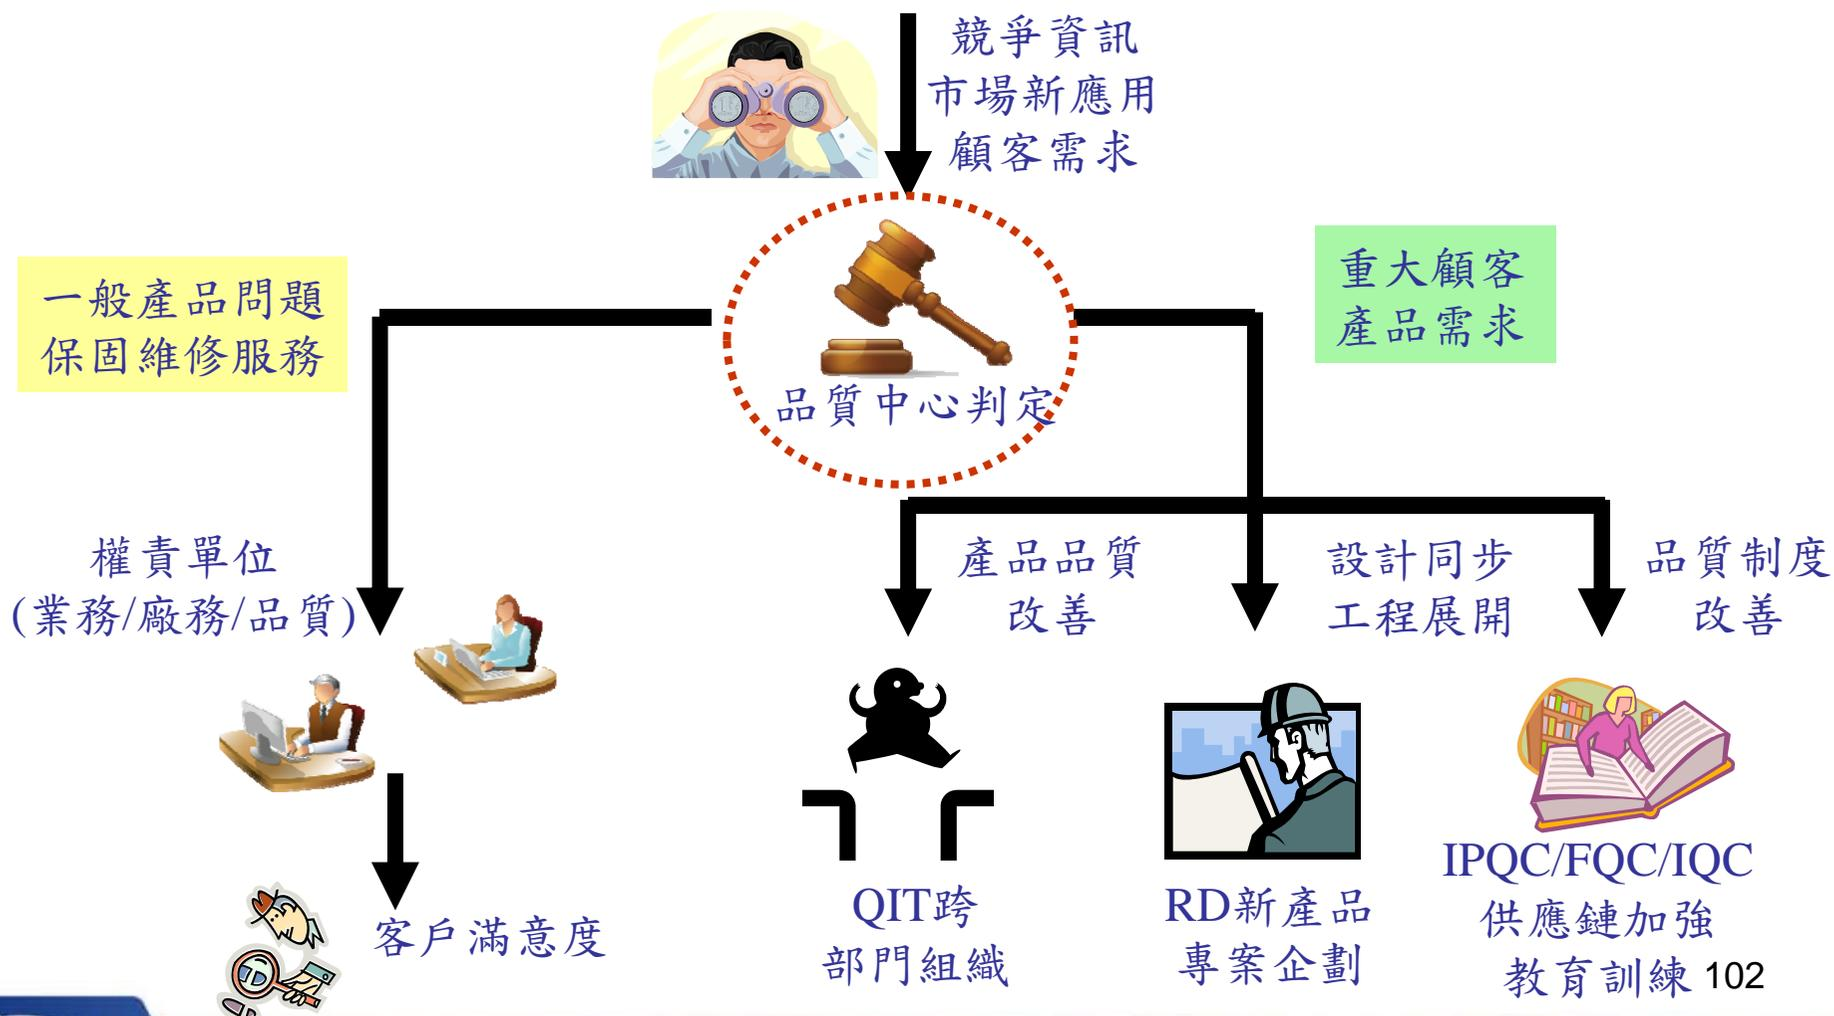 競爭資訊
市場新應用
顧客需求
一般產品問題
保固維修服務
品質中心判定
重大顧客
產品需求
權責單位
(業務/廠務/品質)
客戶滿意度
產品品質
改善
設計同步
工程展開
品質制度
改善
QIT跨
部門組織
RD新產品
專案企劃
IPQC/FQC/IQC
供應鏈加強
教育訓練
102